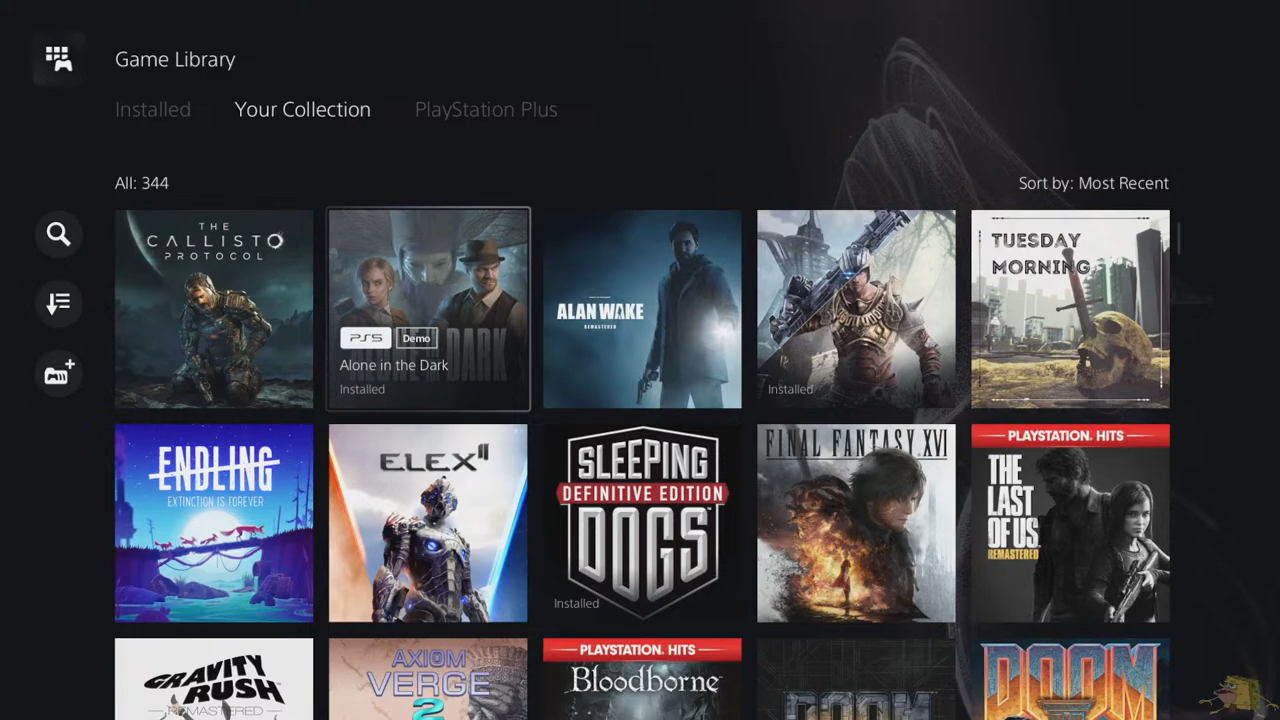 Game Library
Installed
Your Collection
PlayStation Plus
All: 344
Sort by: Most Recent
THE
CALLISTO
PROTOCOL
PS5
Demo
DARK
Alone in the Dark
Installed
ALAN WAKE
REMASTERED
Installed
TUESDAY
MORNING
ENDLING
EXTINCTION IS FOREVER
ELEX II
SLEEPING
DEFINITIVE EDITION
DOGS
Installed
FINAL FANTASY XVI
PLAYSTATION HITS
THE
LAST
OF US
REMASTERED
GRAVITY
RUSH
REMASTERED
AXIOM
VERGE
2
PLAYSTATION HITS
Bloodborne
DOOM
DOOM